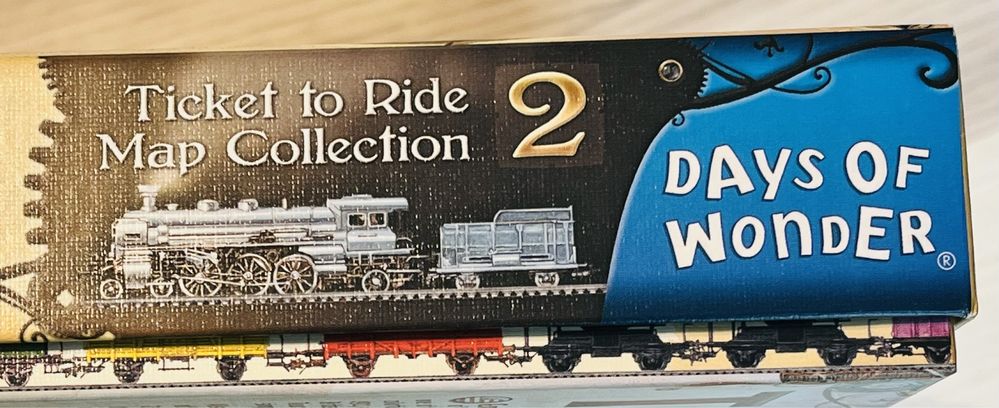 Ticket to Ride
Map Collection
2
DAYS OF
WONDER®